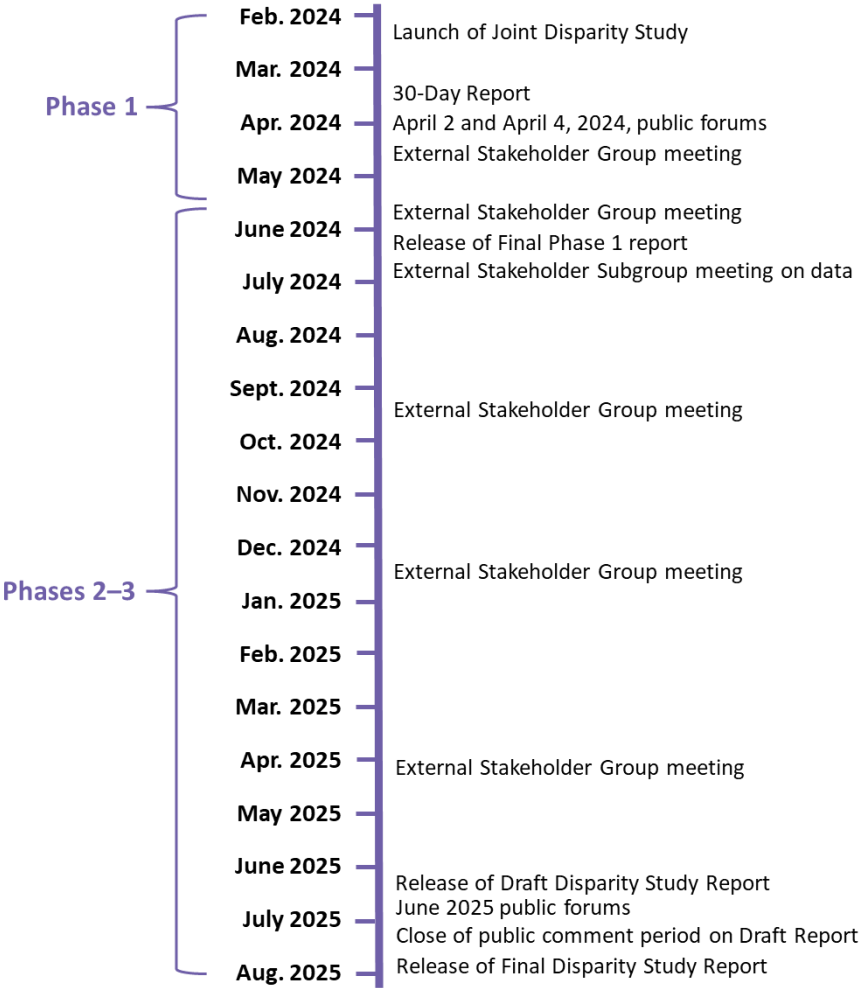 Feb. 2024
Launch of Joint Disparity Study
Mar. 2024
30-Day Report
Phase 1
Apr. 2024
April 2 and April 4, 2024, public forums
External Stakeholder Group meeting
May 2024
External Stakeholder Group meeting
June 2024
Release of Final Phase 1 report
External Stakeholder Subgroup meeting on data
July 2024
Aug. 2024
Sept. 2024
External Stakeholder Group meeting
Oct. 2024
Nov. 2024
Dec. 2024
External Stakeholder Group meeting
Phases 2–3
Jan. 2025
Feb. 2025
Mar. 2025
Apr. 2025
External Stakeholder Group meeting
May 2025
June 2025
Release of Draft Disparity Study Report
June 2025 public forums
July 2025
Close of public comment period on Draft Report
Release of Final Disparity Study Report
Aug. 2025